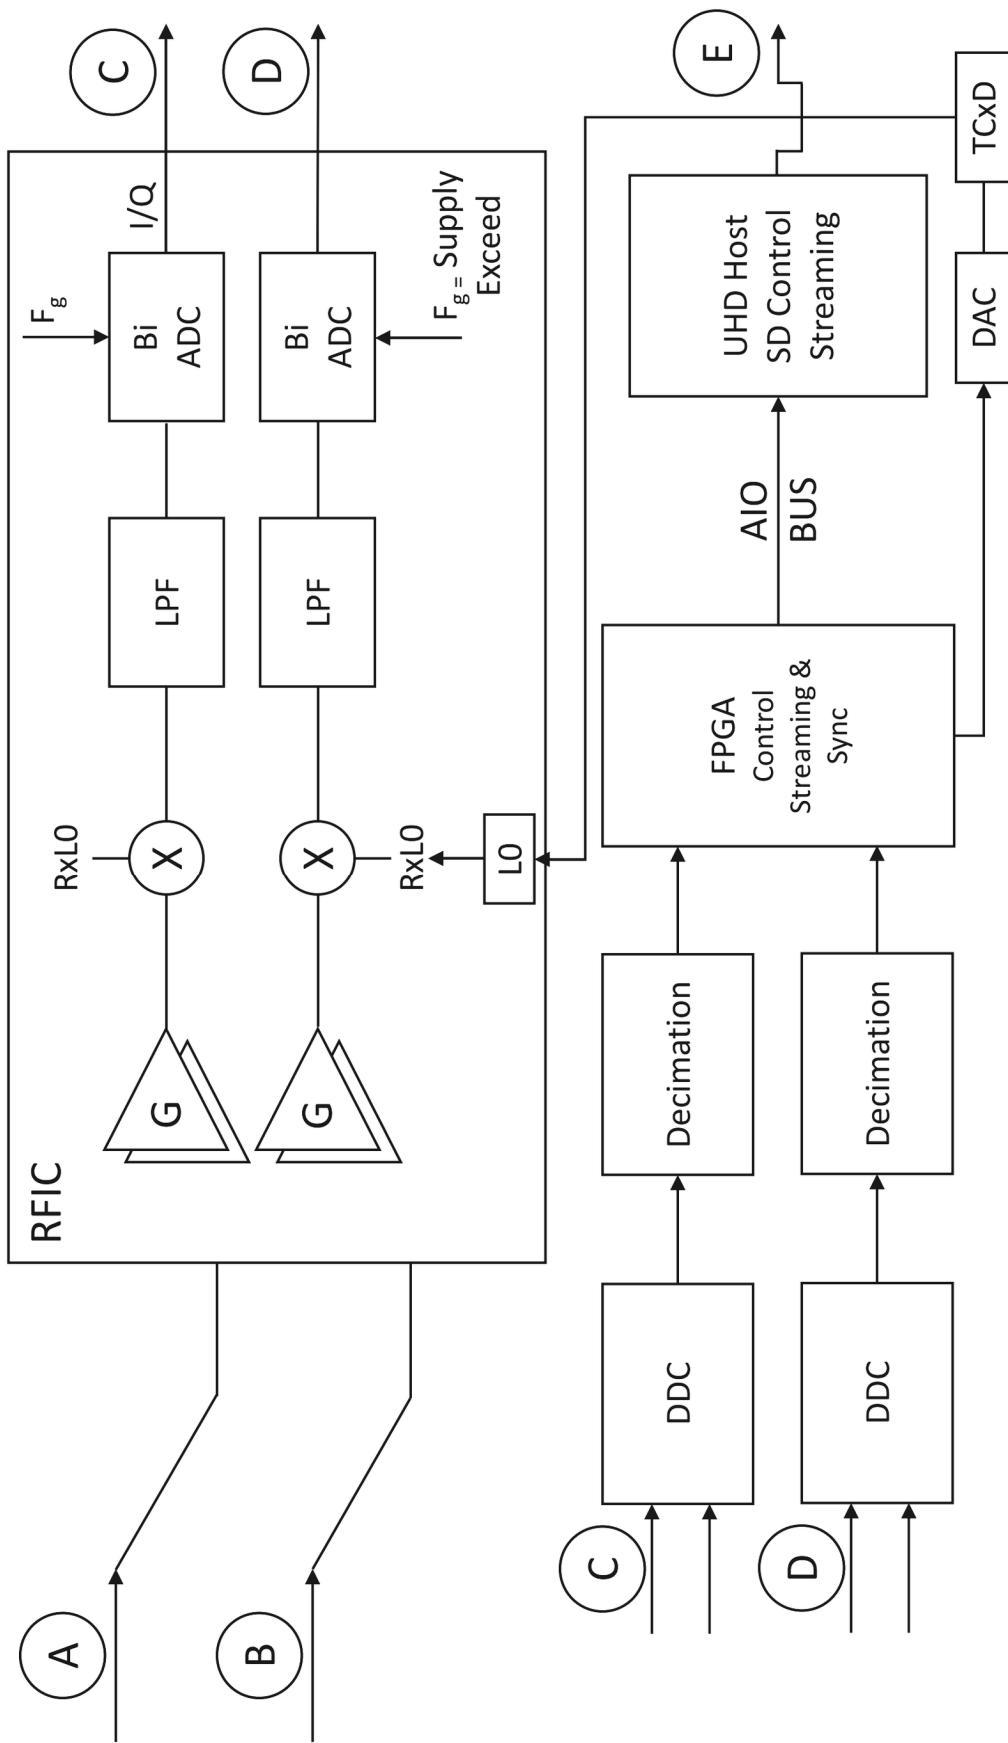 RFIC
A
B
G
G
RxLO
X
X
RxLO
LO
LPF
LPF
Fg
Bi
ADC
Bi
ADC
I/Q
Fg = Supply
Exceed
C
D
C
D
DDC
DDC
Decimation
Decimation
FPGA
Control
Streaming &
Sync
AIO
BUS
UHD Host
SD Control
Streaming
DAC
TCxD
E